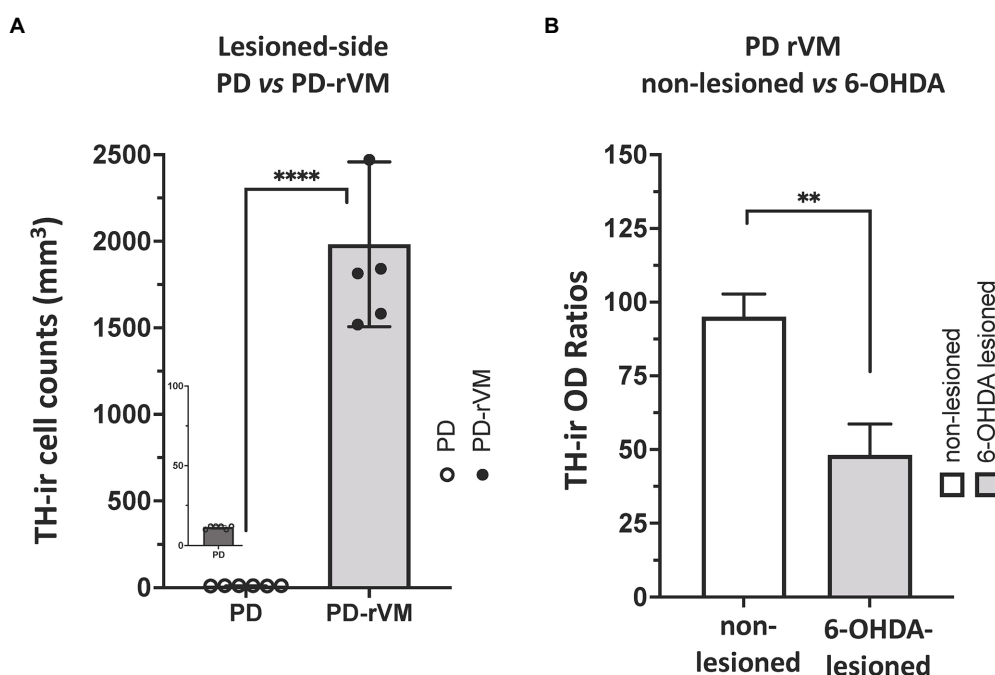 A
Lesioned-side
PD vs PD-rVM
TH-ir cell counts (mm³)
2500
2000
1500
1000
500
0
****
100
50
0
PD
PD
PD-rVM
PD
PD-rVM
B
PD rVM
non-lesioned vs 6-OHDA
TH-ir OD Ratios
150
125
100
75
50
25
0
**
non-
lesioned
6-OHDA-
lesioned
non-lesioned
6-OHDA lesioned